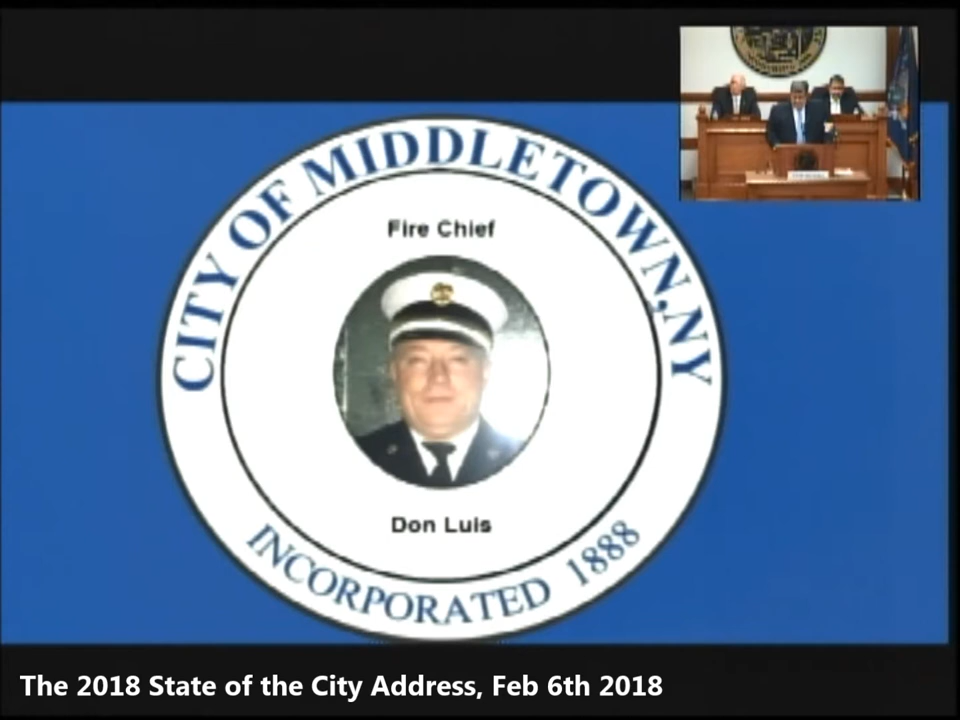 CITY OF MIDDLETOWN, NY
Fire Chief
Don Luis
INCORPORATED 1888
The 2018 State of the City Address, Feb 6th 2018